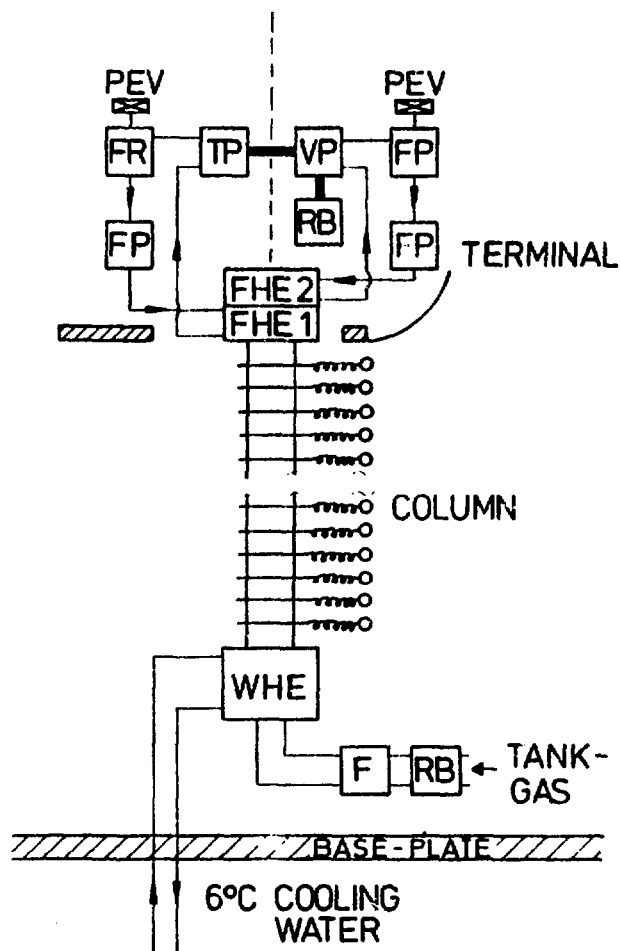 PEV
PEV
FR
TP
VP
FP
FP
RB
FP
TERMINAL
FHE 2
FHE 1
COLUMN
WHE
F
RB
TANK-
GAS
BASE-PLATE
6°C COOLING
WATER